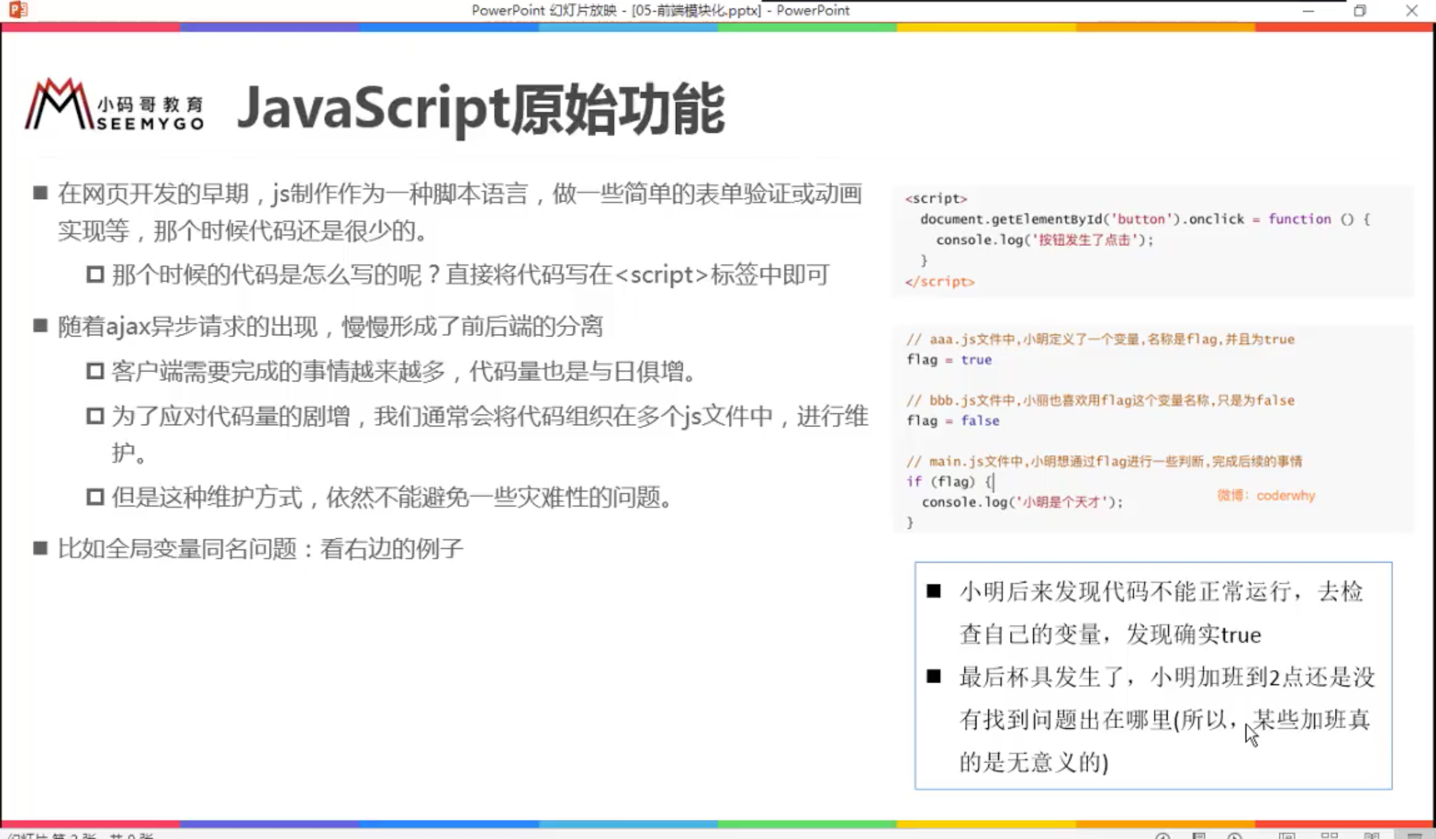 PowerPoint 幻灯片放映 - [05-前端模块化.pptx] - PowerPoint
小码哥教育
SEEMYGO
JavaScript原始功能
■ 在网页开发的早期，js制作作为一种脚本语言，做一些简单的表单验证或动画
实现等，那个时候代码还是很少的。
那个时候的代码是怎么写的呢？直接将代码写在<script>标签中即可
■ 随着ajax异步请求的出现，慢慢形成了前后端的分离
客户端需要完成的事情越来越多，代码量也是与日俱增。
为了应对代码量的剧增，我们通常会将代码组织在多个js文件中，进行维
护。
但是这种维护方式，依然不能避免一些灾难性的问题。
■ 比如全局变量同名问题：看右边的例子
<script>
document.getElementById('button').onclick = function () {
console.log('按钮发生了点击');
}
</script>
// aaa.js文件中,小明定义了一个变量,名称是flag,并且为true
flag = true
// bbb.js文件中,小丽也喜欢用flag这个变量名称,只是为false
flag = false
// main.js文件中,小明想通过flag进行一些判断,完成后续的事情
if (flag) {
console.log('小明是个天才');
}
微博：coderwhy
■ 小明后来发现代码不能正常运行，去检
查自己的变量，发现确实true
■ 最后杯具发生了，小明加班到2点还是没
有找到问题出在哪里(所以，某些加班真
的是无意义的)